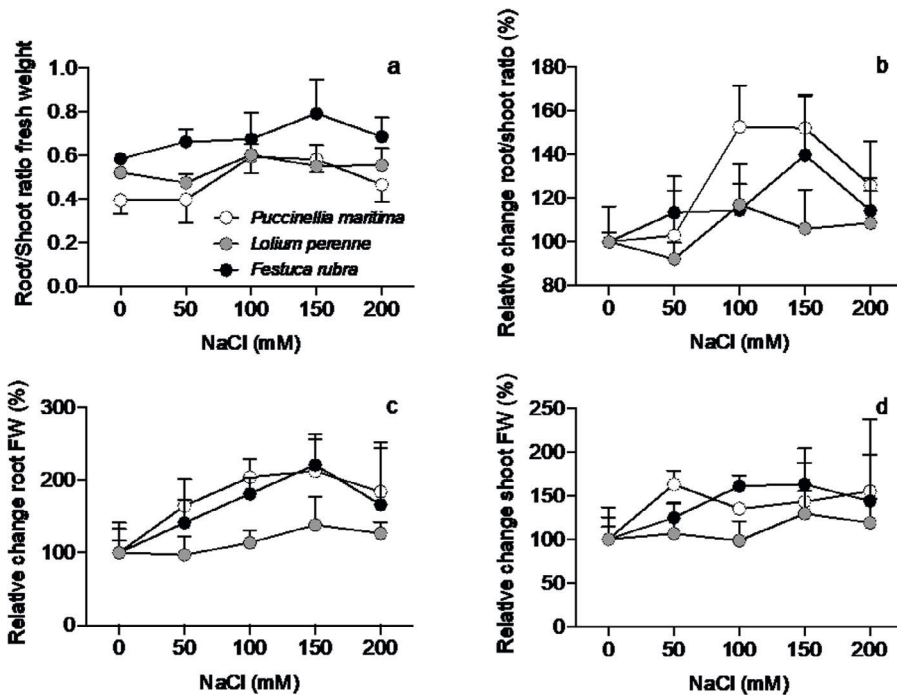 a
Root/Shoot ratio fresh weight
1.0
0.8
0.6
0.4
0.2
0.0
Puccinellia maritima
Lolium perenne
Festuca rubra
0 50 100 150 200
NaCl (mM)
b
Relative change root/shoot ratio (%)
180
160
140
120
100
80
0 50 100 150 200
NaCl (mM)
c
Relative change root FW (%)
300
200
100
0
0 50 100 150 200
NaCl (mM)
d
Relative change shoot FW (%)
250
200
150
100
50
0
0 50 100 150 200
NaCl (mM)